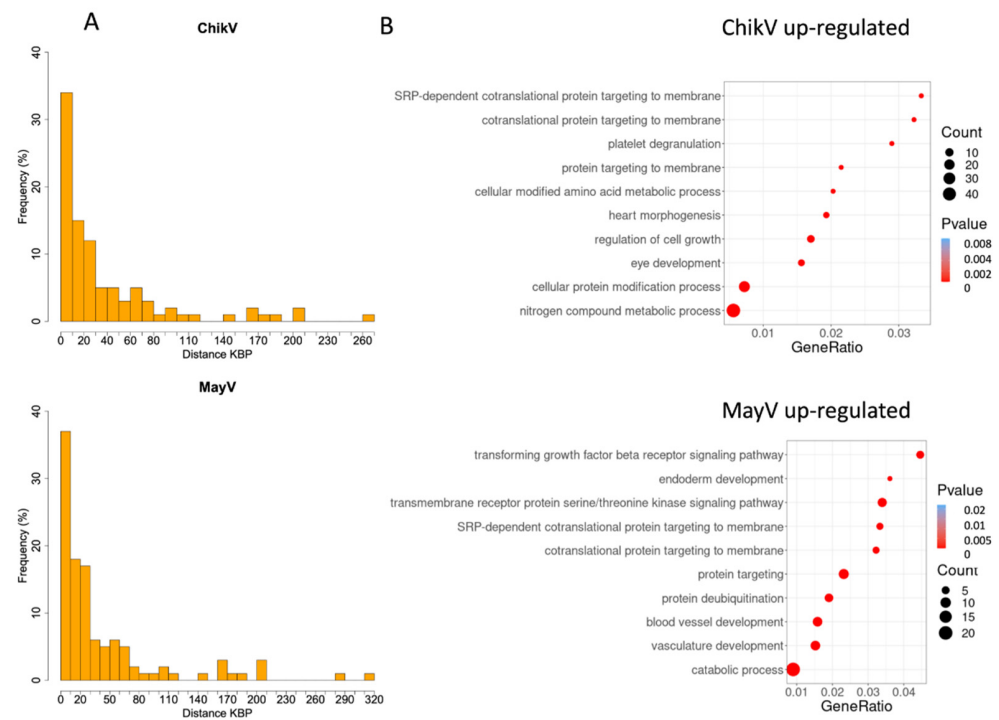 A
ChikV
40
30
20
10
0
Frequency (%)
0 20 40 60 80 110 140 170 200 230 260
Distance KBP
MayV
40
30
20
10
0
Frequency (%)
0 20 50 80 110 140 170 200 230 260 290 320
Distance KBP
B
ChikV up-regulated
SRP-dependent cotranslational protein targeting to membrane
cotranslational protein targeting to membrane
platelet degranulation
protein targeting to membrane
cellular modified amino acid metabolic process
heart morphogenesis
regulation of cell growth
eye development
cellular protein modification process
nitrogen compound metabolic process
0.01 0.02 0.03
GeneRatio
Count
10
20
30
40
Pvalue
0.008
0.004
0.002
0
MayV up-regulated
transforming growth factor beta receptor signaling pathway
endoderm development
transmembrane receptor protein serine/threonine kinase signaling pathway
SRP-dependent cotranslational protein targeting to membrane
cotranslational protein targeting to membrane
protein targeting
protein deubiquitination
blood vessel development
vasculature development
catabolic process
0.01 0.02 0.03 0.04
GeneRatio
Pvalue
0.02
0.01
0.005
0
Count
5
10
15
20